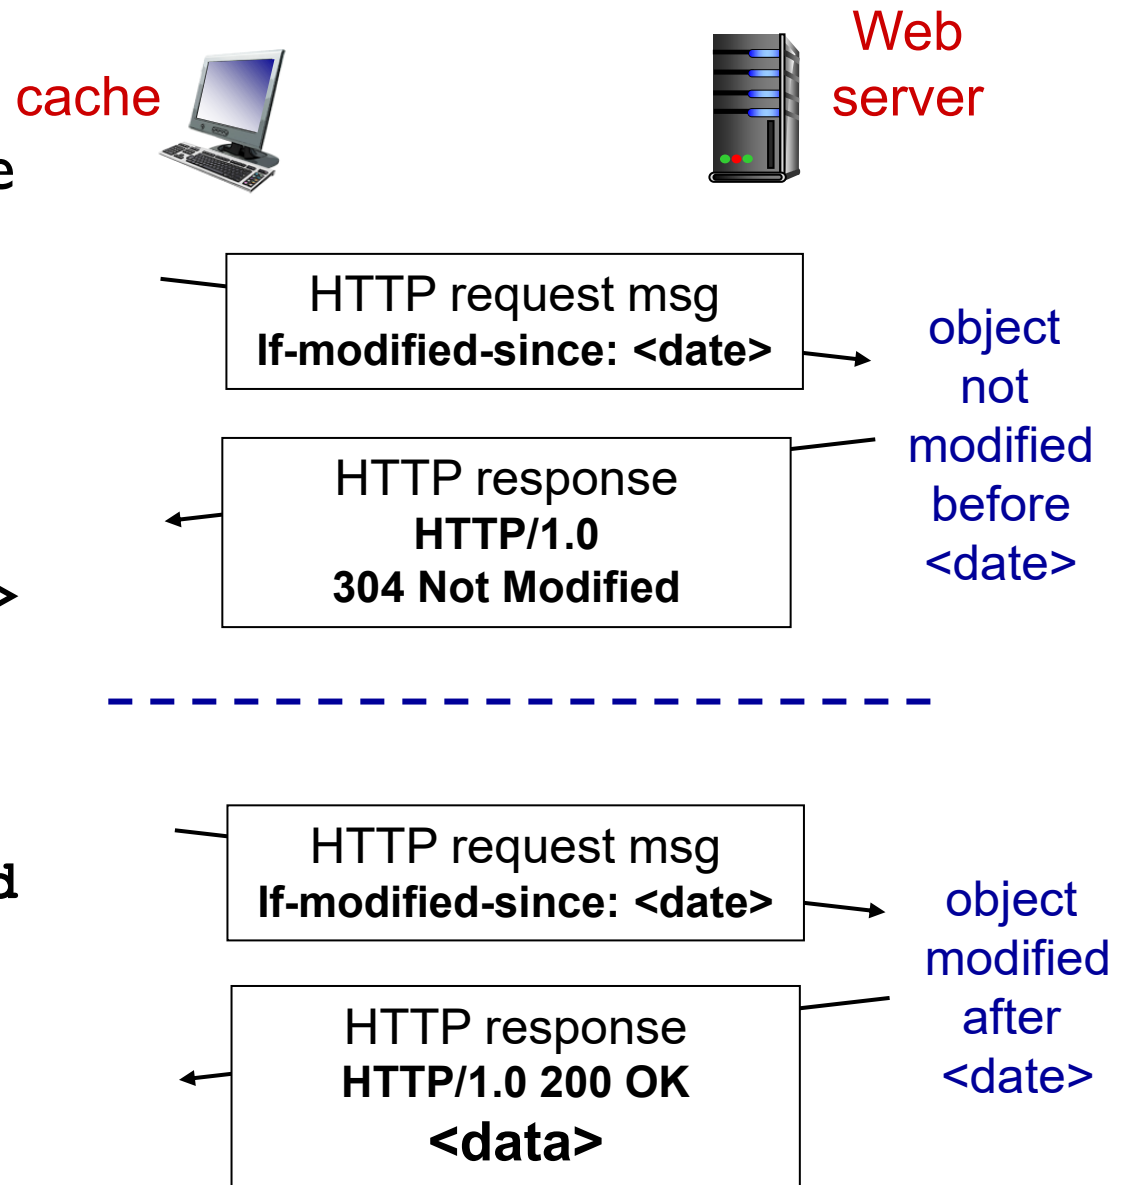 Web
cache
server
e
HTTP request msg
If-modified-since: <date>
object
not
modified
before
<date>
HTTP response
HTTP/1.0
304 Not Modified
>
HTTP request msg
If-modified-since: <date>
d
object
modified
after
<date>
HTTP response
HTTP/1.0 200 OK
<data>